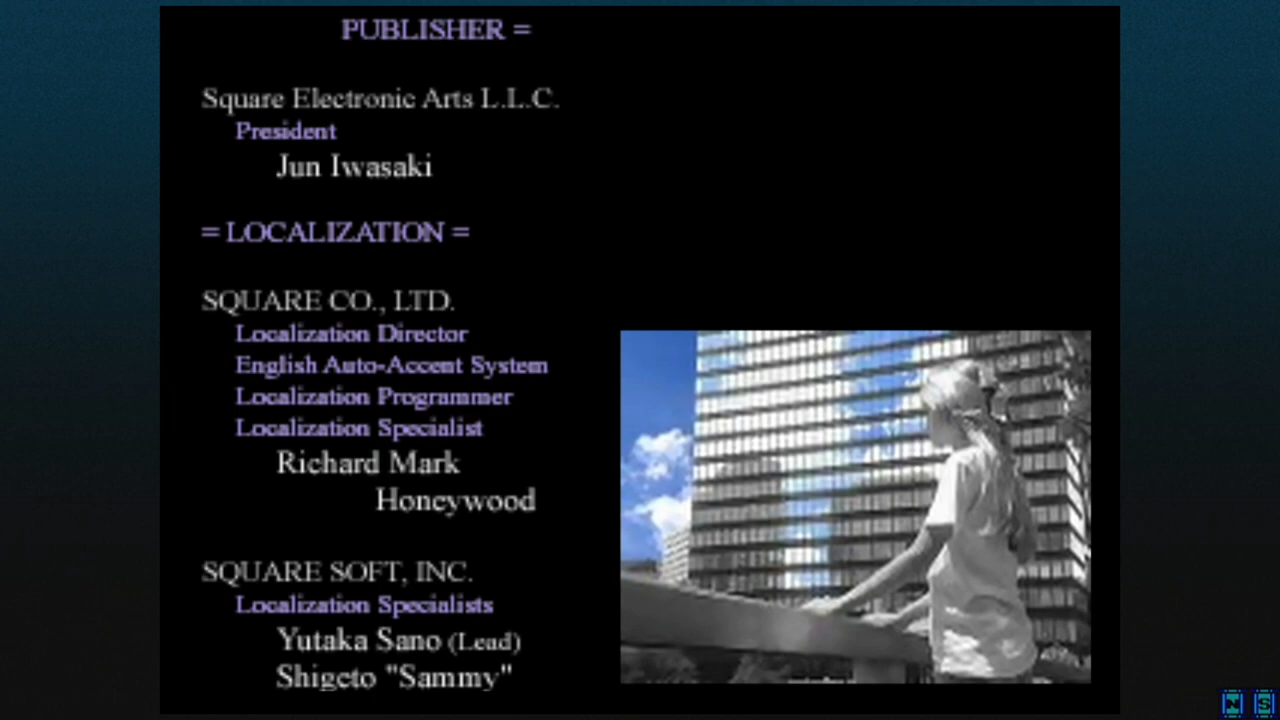 PUBLISHER =
Square Electronic Arts L.L.C.
President
Jun Iwasaki
= LOCALIZATION =
SQUARE CO., LTD.
Localization Director
English Auto-Accent System
Localization Programmer
Localization Specialist
Richard Mark
Honeywood
SQUARE SOFT, INC.
Localization Specialists
Yutaka Sano (Lead)
Shigeto "Sammy"
N S